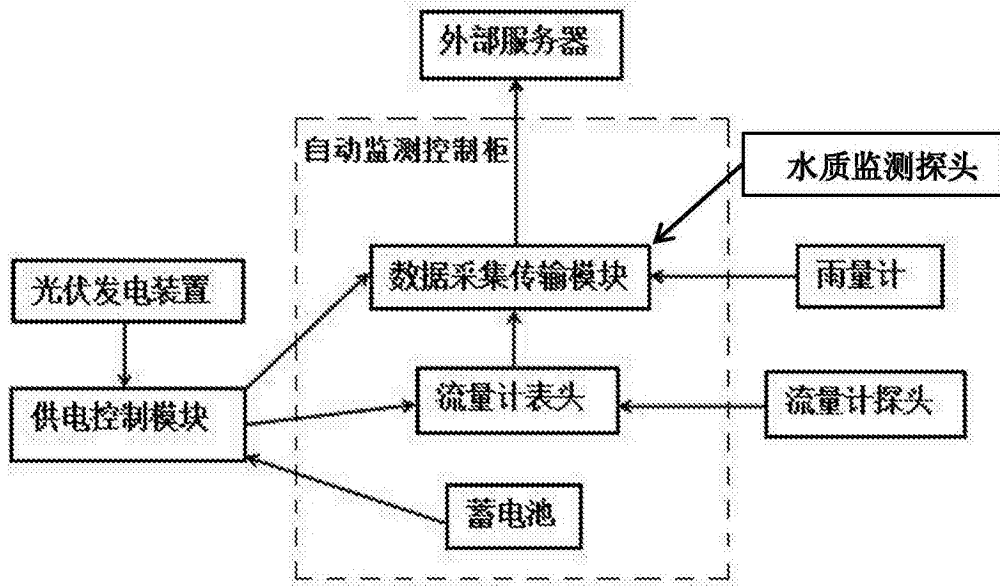 外部服务器
自动监测控制柜
水质监测探头
数据采集传输模块
雨量计
光伏发电装置
流量计表头
流量计探头
供电控制模块
蓄电池